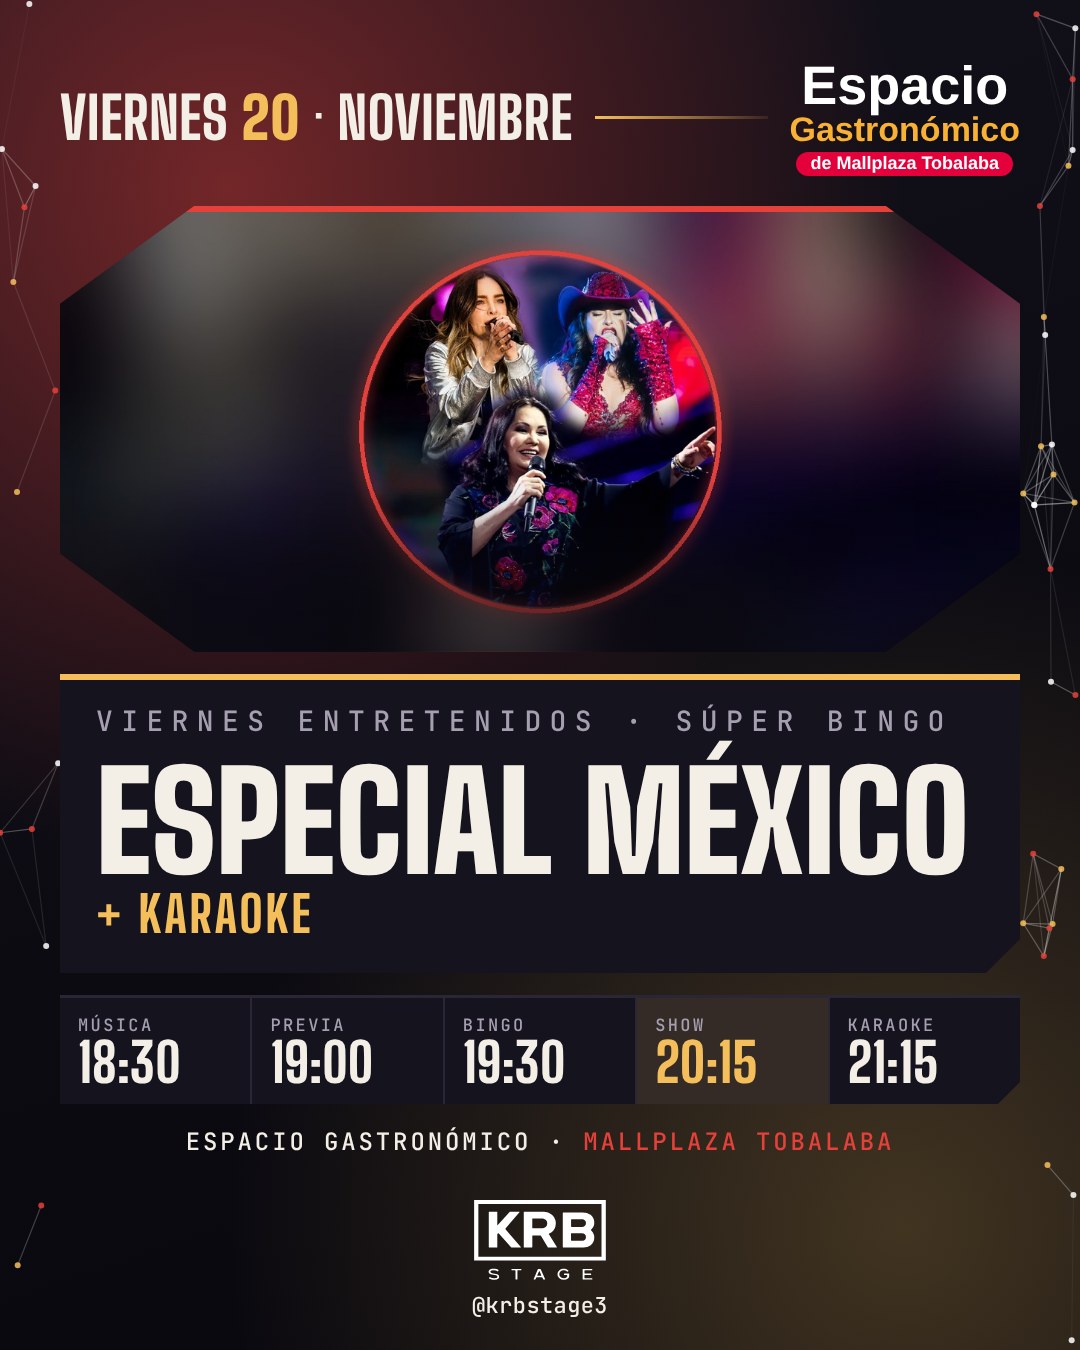 VIERNES 20 · NOVIEMBRE
Espacio
Gastronómico
de Mallplaza Tobalaba
VIERNES ENTRETENIDOS · SÚPER BINGO
ESPECIAL MÉXICO
+ KARAOKE
MÚSICA
18:30
PREVIA
19:00
BINGO
19:30
SHOW
20:15
KARAOKE
21:15
ESPACIO GASTRONÓMICO · MALLPLAZA TOBALABA
KRB
STAGE
@krbstage3